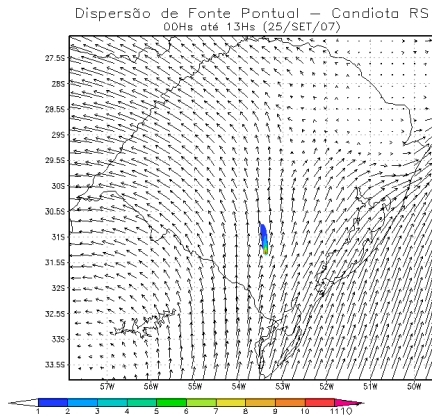 Dispersão de Fonte Pontual – Candiota RS
00Hs até 13Hs (25/SET/07)
27.5S
28S
28.5S
29S
29.5S
30S
30.5S
31S
31.5S
32S
32.5S
33S
33.5S
57W 56W 55W 54W 53W 52W 51W 50W
1 2 3 4 5 6 7 8 9 10 11